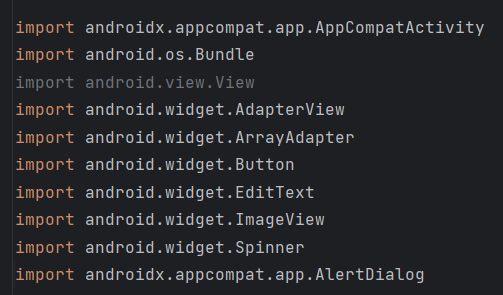 import androidx.appcompat.app.AppCompatActivity
import android.os.Bundle
import android.view.View
import android.widget.AdapterView
import android.widget.ArrayAdapter
import android.widget.Button
import android.widget.EditText
import android.widget.ImageView
import android.widget.Spinner
import androidx.appcompat.app.AlertDialog